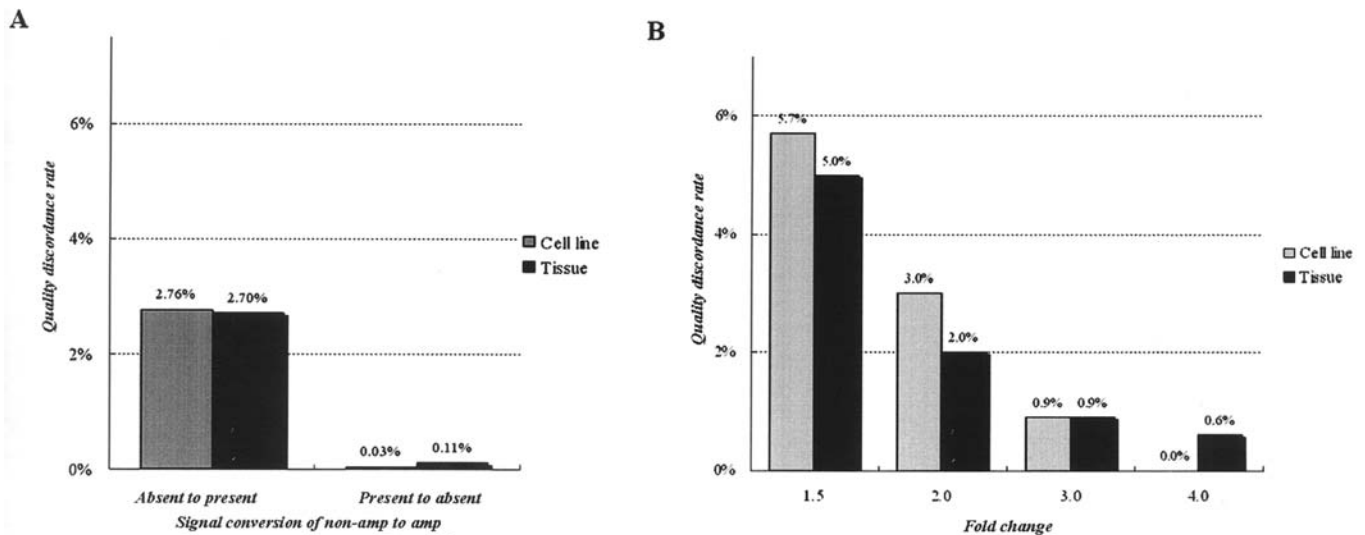 A
Quality discordance rate
6%
4%
2%
0%
2.76%
2.70%
0.03%
0.11%
Cell line
Tissue
Absent to present
Present to absent
Signal conversion of non-amp to amp
B
Quality discordance rate
6%
4%
2%
0%
5.7%
5.0%
3.0%
2.0%
0.9%
0.9%
0.0%
0.6%
Cell line
Tissue
1.5
2.0
3.0
4.0
Fold change